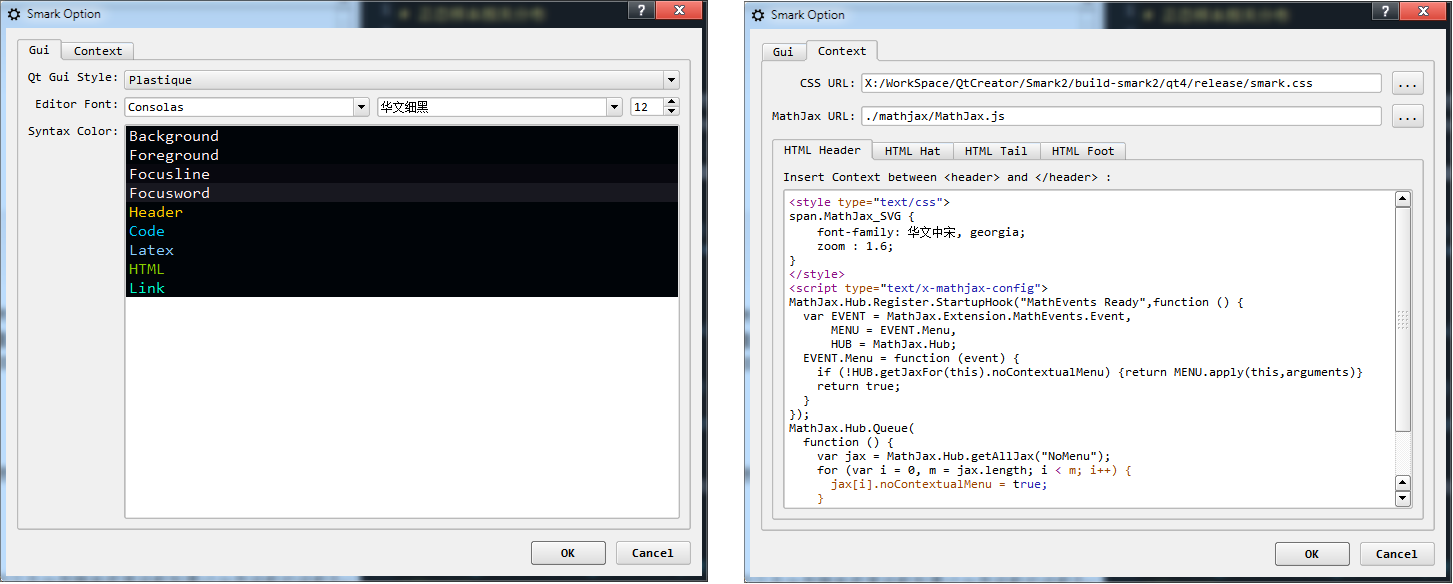 Smark Option
?
Gui
Context
Qt Gui Style: Plastique
Editor Font: Consolas 华文细黑 12
Syntax Color:
Background
Foreground
Focusline
Focusword
Header
Code
Latex
HTML
Link
OK
Cancel
Smark Option
?
Gui
Context
CSS URL: X:/WorkSpace/QtCreator/Smark2/build-smark2/qt4/release/smark.css ...
MathJax URL: ./mathjax/MathJax.js ...
HTML Header
HTML Hat
HTML Tail
HTML Foot
Insert Context between <header> and </header> :
<style type="text/css">
span.MathJax_SVG {
    font-family: 华文中宋, georgia;
    zoom : 1.6;
}
</style>
<script type="text/x-mathjax-config">
MathJax.Hub.Register.StartupHook("MathEvents Ready",function () {
  var EVENT = MathJax.Extension.MathEvents.Event,
      MENU = EVENT.Menu,
      HUB = MathJax.Hub;
  EVENT.Menu = function (event) {
    if (!HUB.getJaxFor(this).noContextualMenu) {return MENU.apply(this,arguments)}
    return true;
  }
});
MathJax.Hub.Queue(
  function () {
    var jax = MathJax.Hub.getAllJax("NoMenu");
    for (var i = 0, m = jax.length; i < m; i++) {
      jax[i].noContextualMenu = true;
    }
OK
Cancel